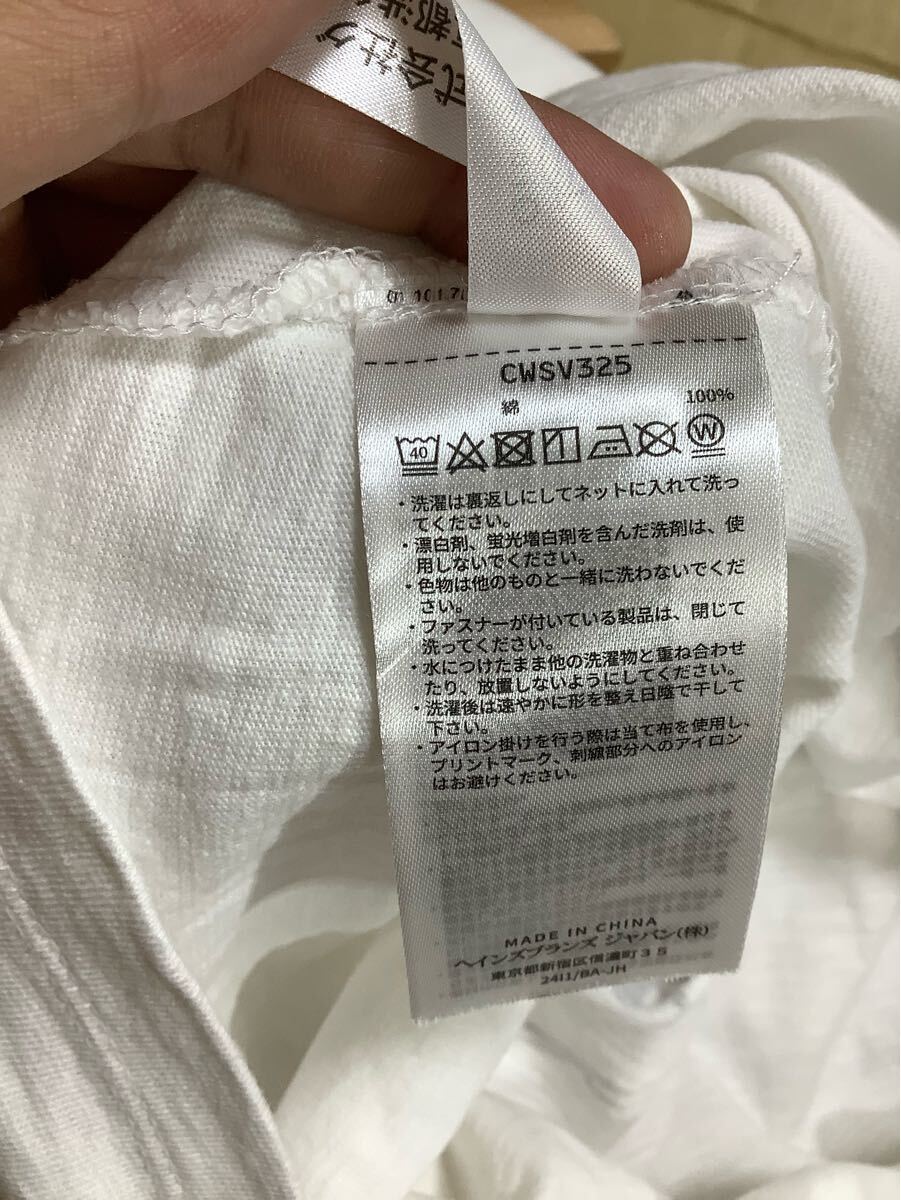 式会社グ
都渋
CWSV325
綿 100%
40
W
・洗濯は裏返しにしてネットに入れて洗っ
てください。
・漂白剤、蛍光増白剤を含んだ洗剤は、使
用しないでください。
・色物は他のものと一緒に洗わないでくだ
さい。
・ファスナーが付いている製品は、閉じて
洗ってください。
・水につけたまま他の洗濯物と重ね合わせ
たり、放置しないようにしてください。
・洗濯後は速やかに形を整え日陰で干して
下さい。
・アイロン掛けを行う際は当て布を使用し、
プリントマーク、刺繍部分へのアイロン
はお避けください。
MADE IN CHINA
ヘインズブランズ ジャパン(株)
東京都新宿区信濃町３５
24I1/BA-JH